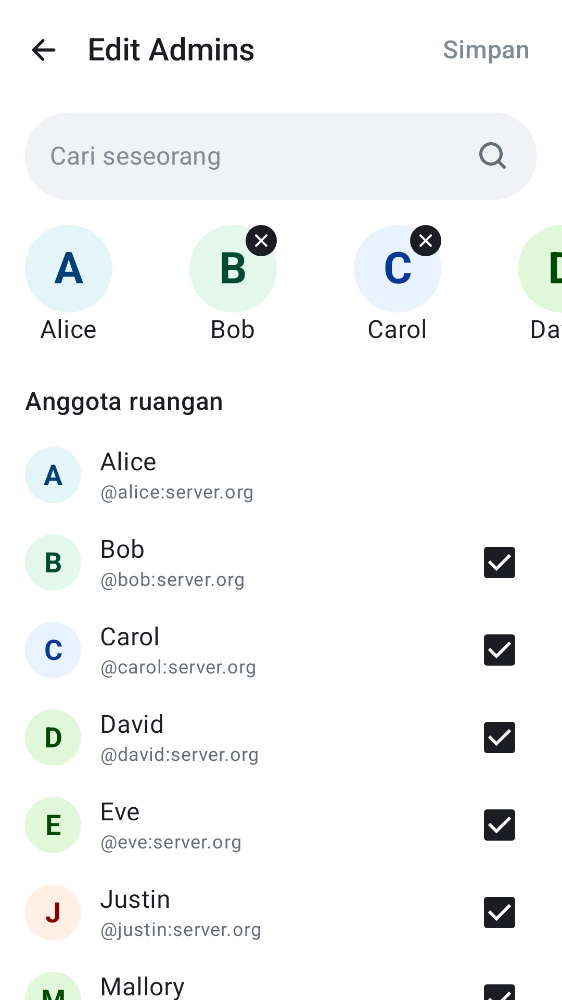 Edit Admins
Simpan
Cari seseorang
A
B
C
D
Alice
Bob
Carol
Da
Anggota ruangan
A
Alice
@alice:server.org
B
Bob
@bob:server.org
C
Carol
@carol:server.org
D
David
@david:server.org
E
Eve
@eve:server.org
J
Justin
@justin:server.org
M
Mallory